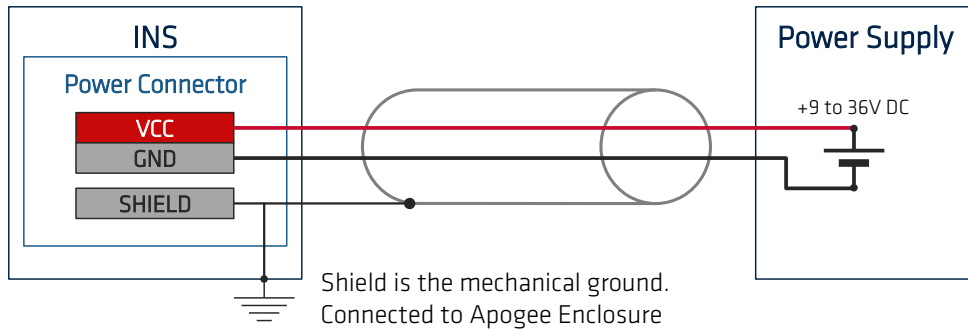 INS
Power Supply
Power Connector
+9 to 36V DC
VCC
GND
SHIELD
Shield is the mechanical ground.
Connected to Apogee Enclosure